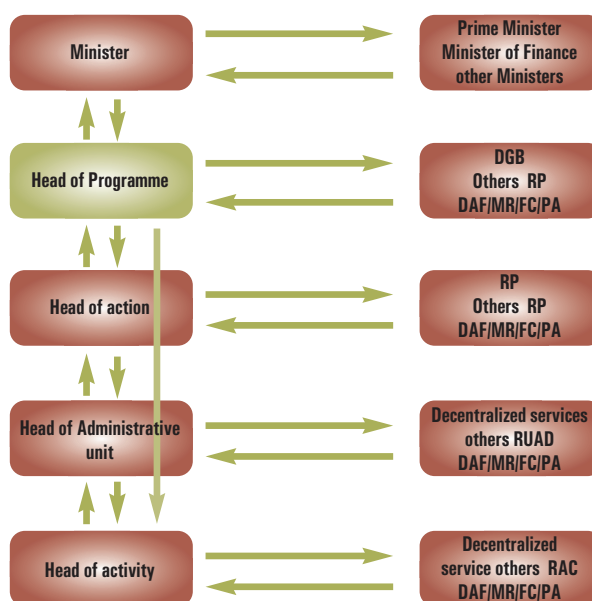 Minister
Prime Minister
Minister of Finance
other Ministers
Head of Programme
DGB
Others RP
DAF/MR/FC/PA
Head of action
RP
Others RP
DAF/MR/FC/PA
Head of Administrative
unit
Decentralized services
others RUAD
DAF/MR/FC/PA
Head of activity
Decentralized
service others RAC
DAF/MR/FC/PA